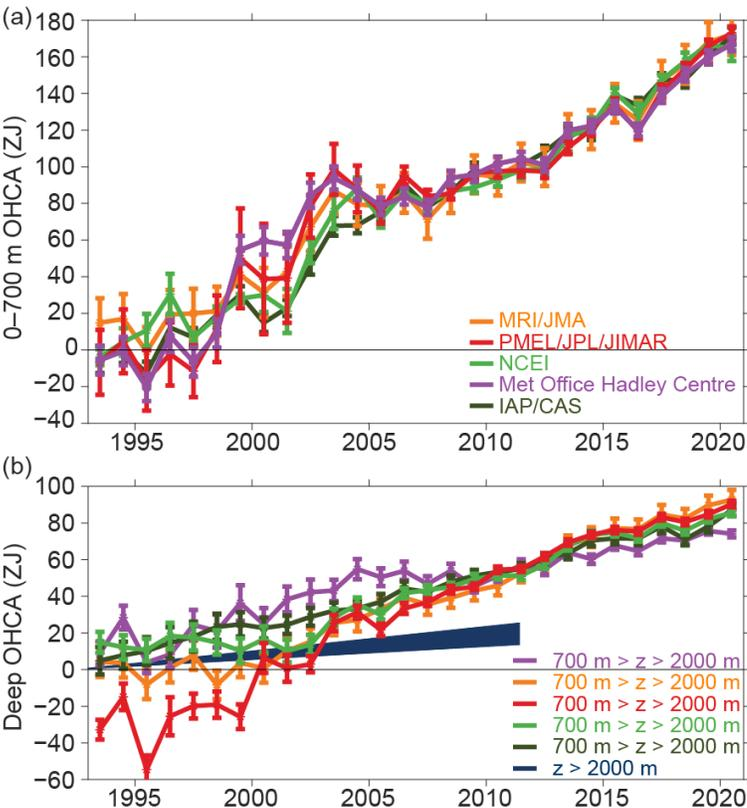 (a)
180
160
140
120
100
80
60
40
20
0
−20
−40
0–700 m OHCA (ZJ)
MRI/JMA
PMEL/JPL/JIMAR
NCEI
Met Office Hadley Centre
IAP/CAS
1995 2000 2005 2010 2015 2020
(b)
100
80
60
40
20
0
−20
−40
−60
Deep OHCA (ZJ)
700 m > z > 2000 m
700 m > z > 2000 m
700 m > z > 2000 m
700 m > z > 2000 m
700 m > z > 2000 m
z > 2000 m
1995 2000 2005 2010 2015 2020